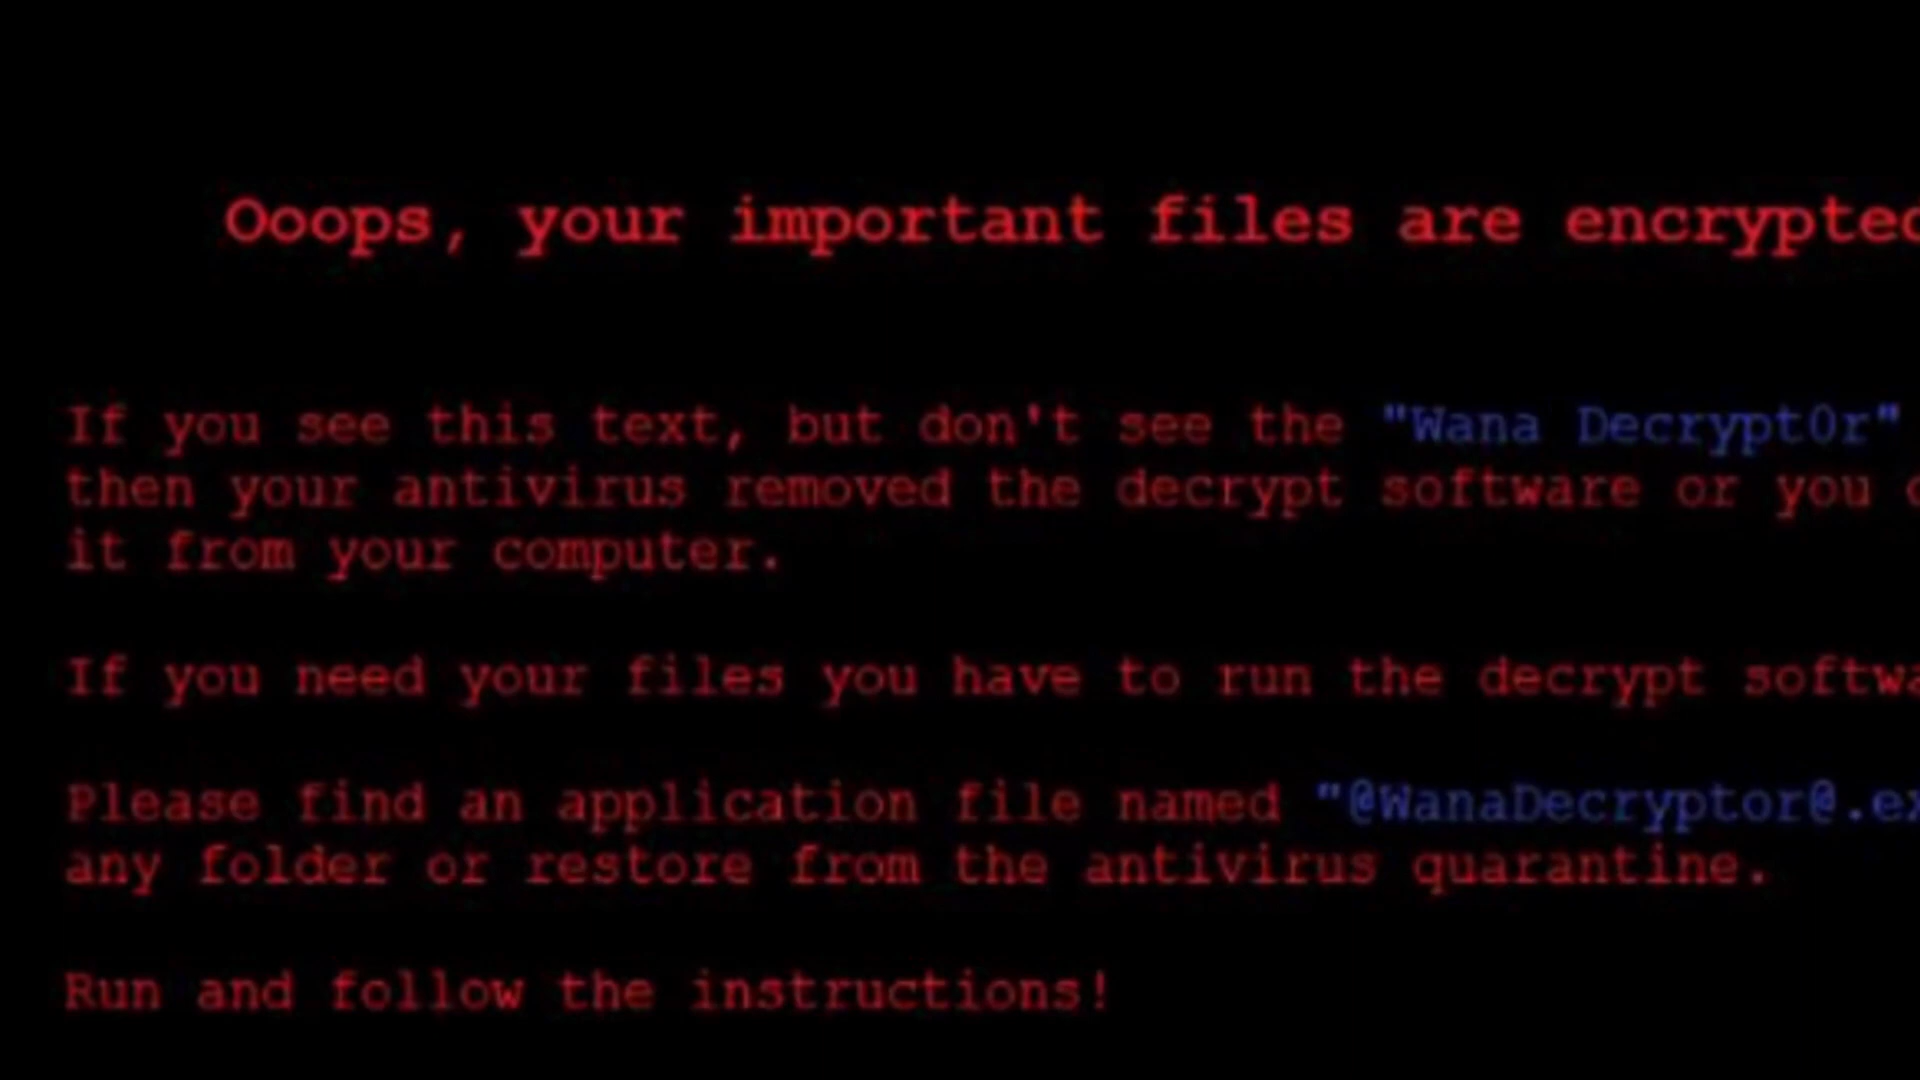 Ooops, your important files are encrypted
If you see this text, but don't see the "Wana Decrypt0r"
then your antivirus removed the decrypt software or you
it from your computer.
If you need your files you have to run the decrypt softwa
Please find an application file named "@WanaDecryptor@.ex
any folder or restore from the antivirus quarantine.
Run and follow the instructions!